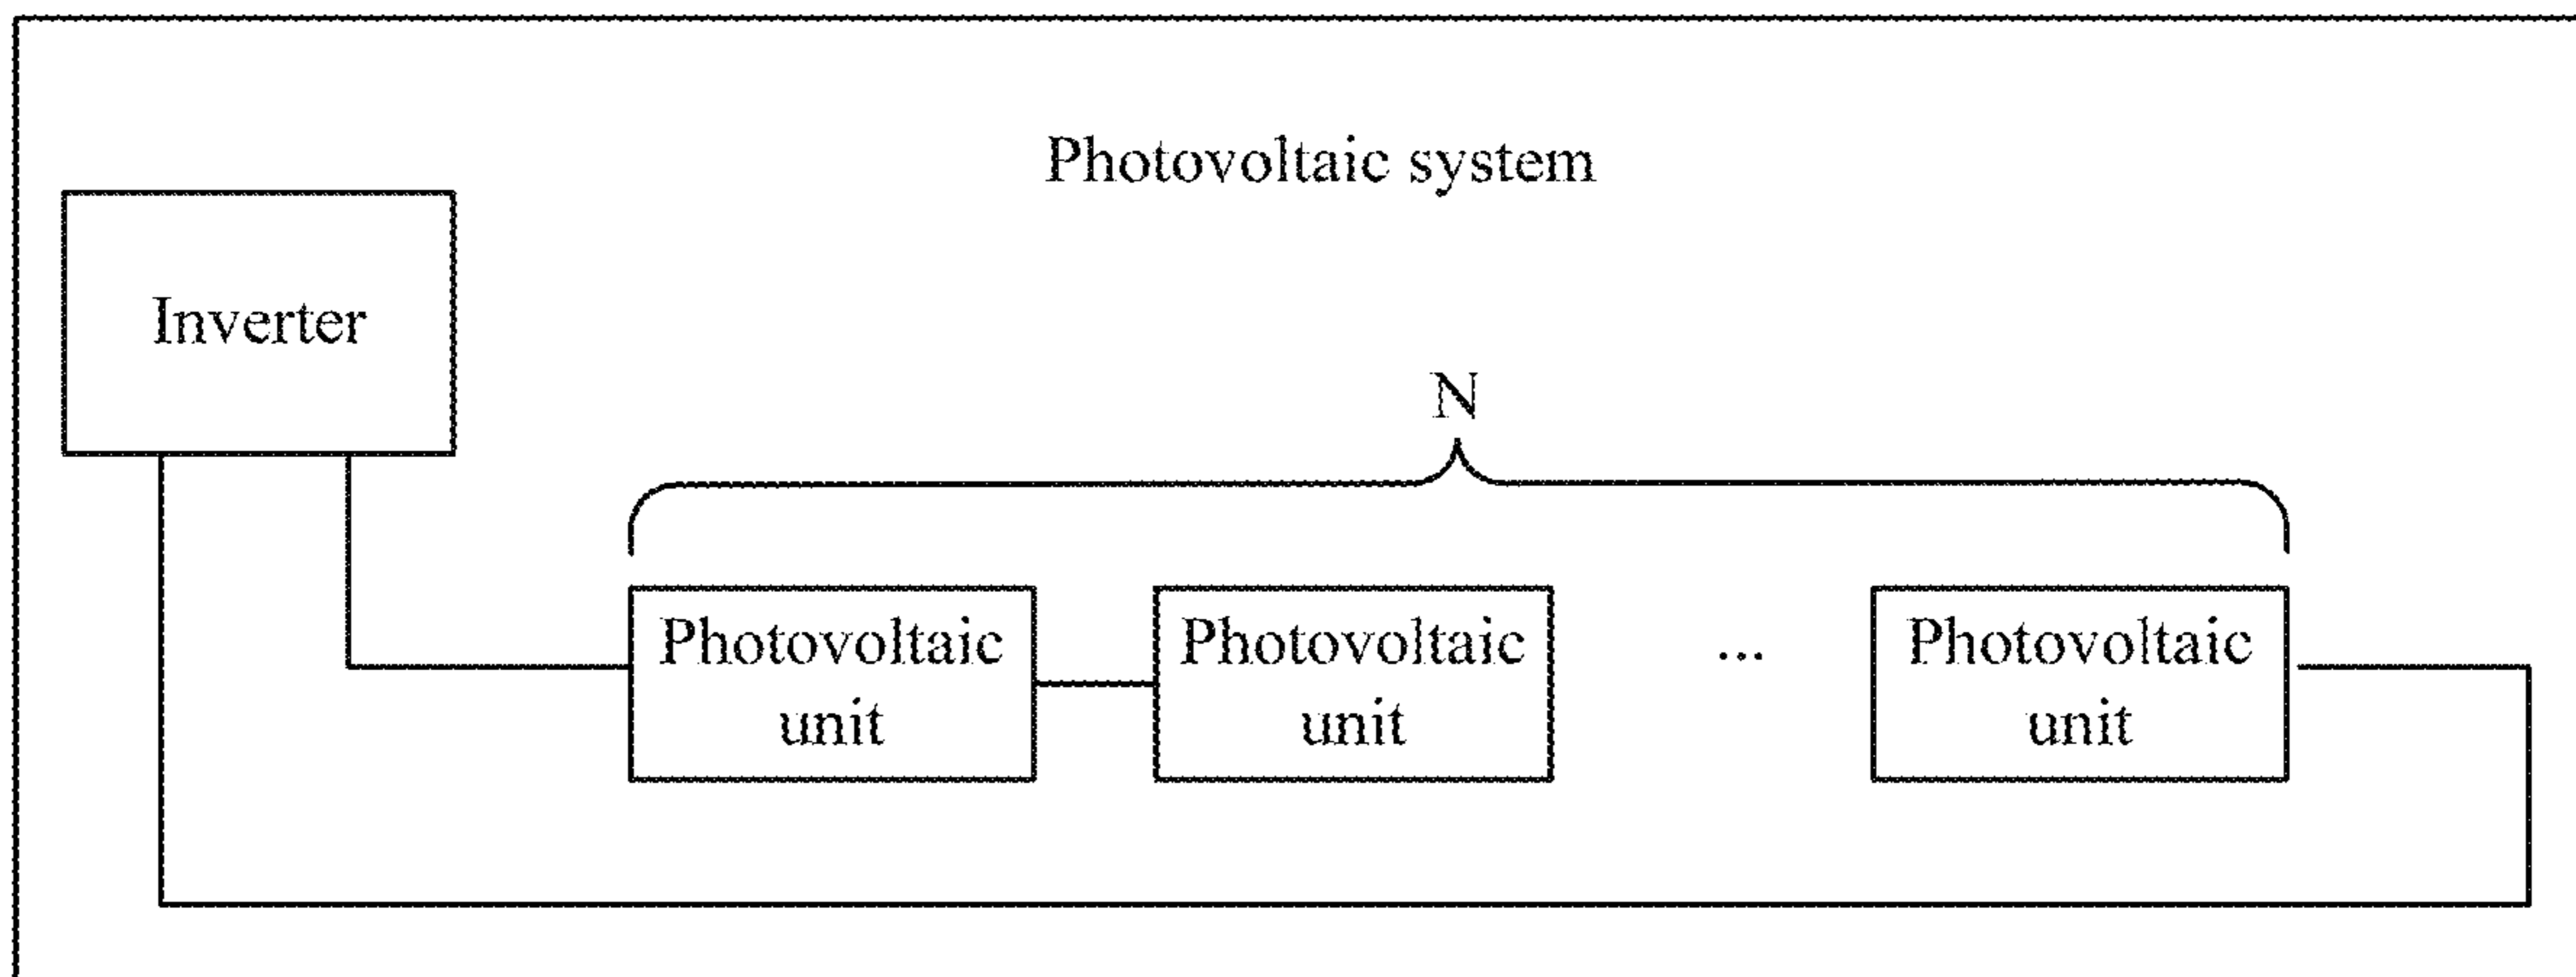 Photovoltaic system
Inverter
N
Photovoltaic
unit
Photovoltaic
unit
...
Photovoltaic
unit